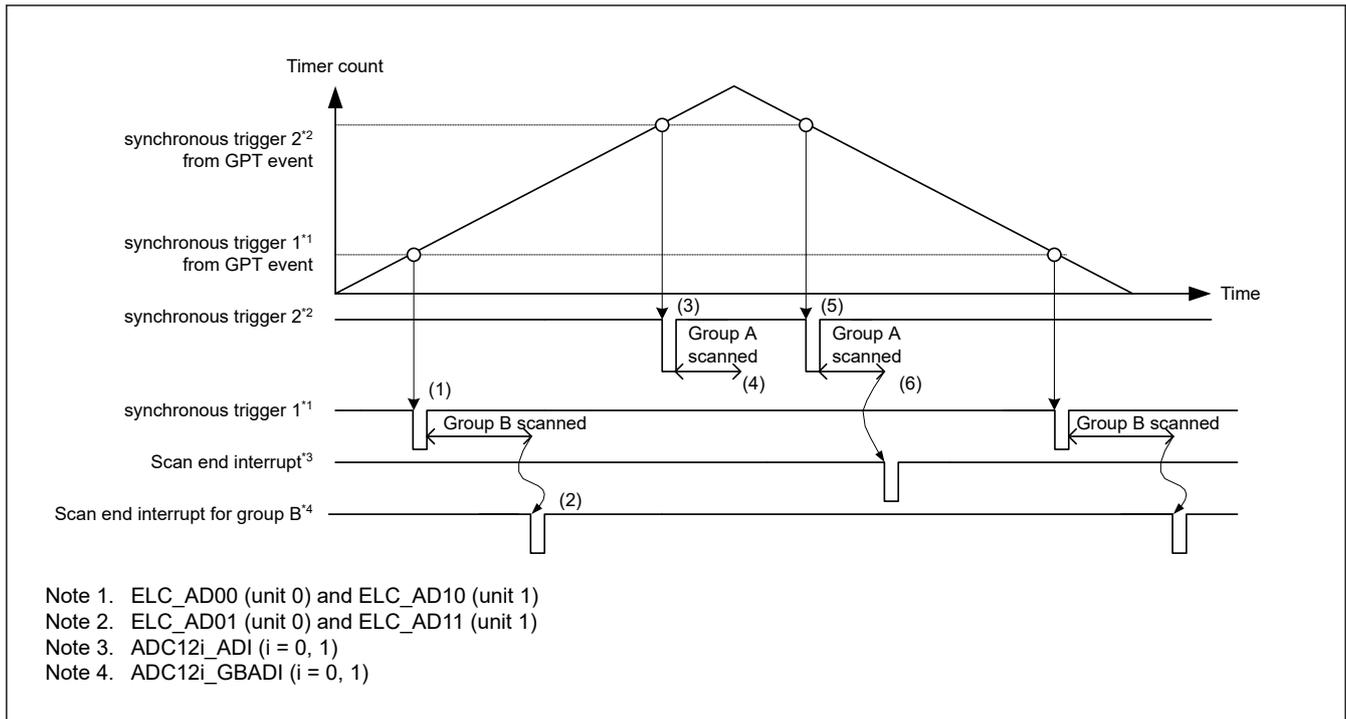 Timer count
synchronous trigger 2*2
from GPT event
synchronous trigger 1*1
from GPT event
Time
synchronous trigger 2*2
(3)
(5)
Group A
scanned
Group A
scanned
(4)
(6)
(1)
synchronous trigger 1*1
Group B scanned
Group B scanned
Scan end interrupt*3
(2)
Scan end interrupt for group B*4
Note 1. ELC_AD00 (unit 0) and ELC_AD10 (unit 1)
Note 2. ELC_AD01 (unit 0) and ELC_AD11 (unit 1)
Note 3. ADC12i_ADI (i = 0, 1)
Note 4. ADC12i_GBADI (i = 0, 1)